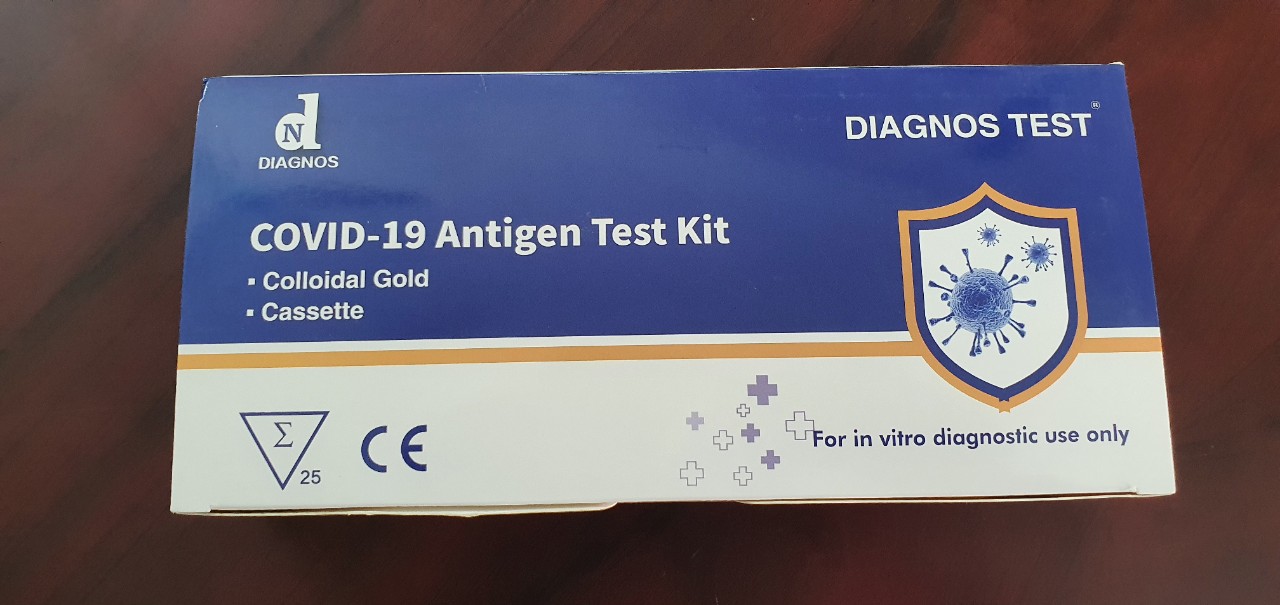 dN
DIAGNOS
DIAGNOS TEST®
COVID-19 Antigen Test Kit
▪ Colloidal Gold
▪ Cassette
Σ
25
CE
For in vitro diagnostic use only